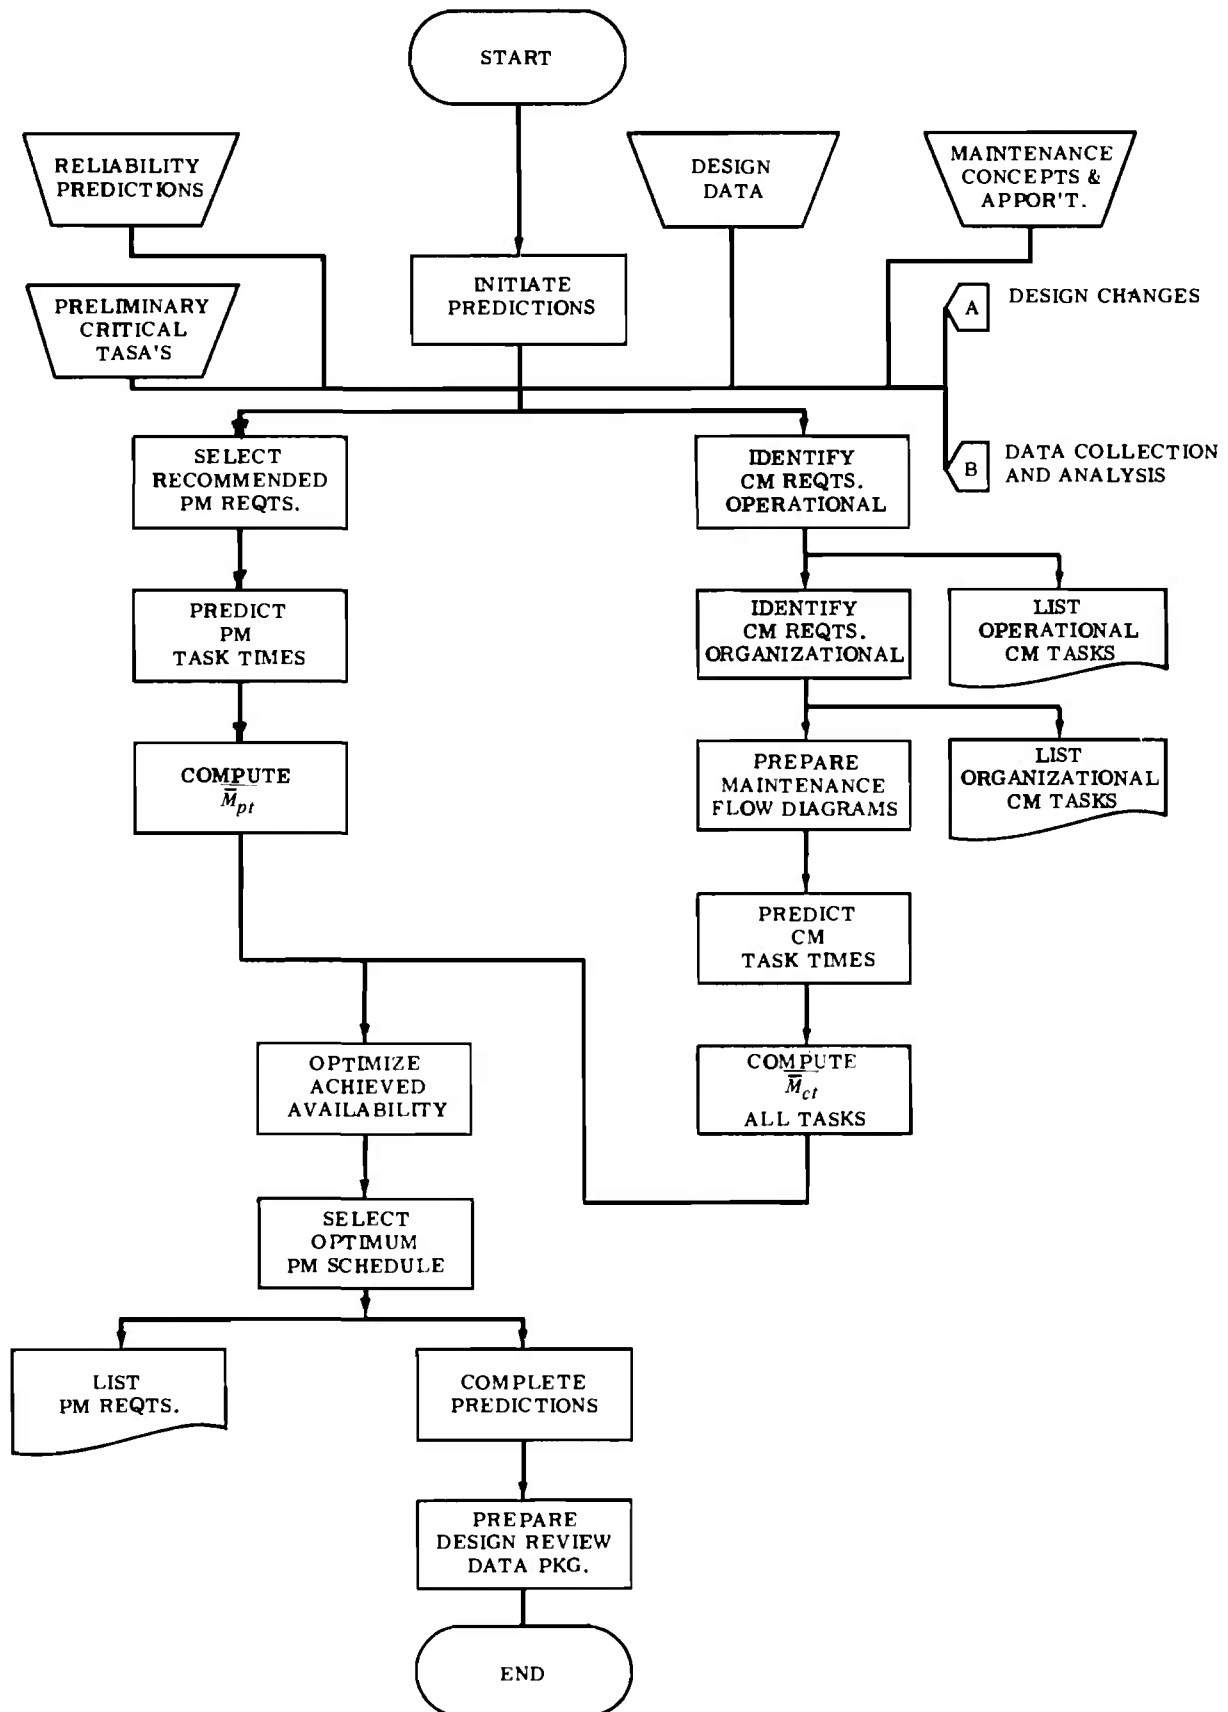 START
RELIABILITY
PREDICTIONS
DESIGN
DATA
MAINTENANCE
CONCEPTS &
APPOR'T.
INITIATE
PREDICTIONS
PRELIMINARY
CRITICAL
TASA'S
A
DESIGN CHANGES
SELECT
RECOMMENDED
PM REQTS.
IDENTIFY
CM REQTS.
OPERATIONAL
B
DATA COLLECTION
AND ANALYSIS
PREDICT
PM
TASK TIMES
IDENTIFY
CM REQTS.
ORGANIZATIONAL
LIST
OPERATIONAL
CM TASKS
COMPUTE
M̿pt
PREPARE
MAINTENANCE
FLOW DIAGRAMS
LIST
ORGANIZATIONAL
CM TASKS
PREDICT
CM
TASK TIMES
OPTIMIZE
ACHIEVED
AVAILABILITY
COMPUTE
M̿ct
ALL TASKS
SELECT
OPTIMUM
PM SCHEDULE
LIST
PM REQTS.
COMPLETE
PREDICTIONS
PREPARE
DESIGN REVIEW
DATA PKG.
END